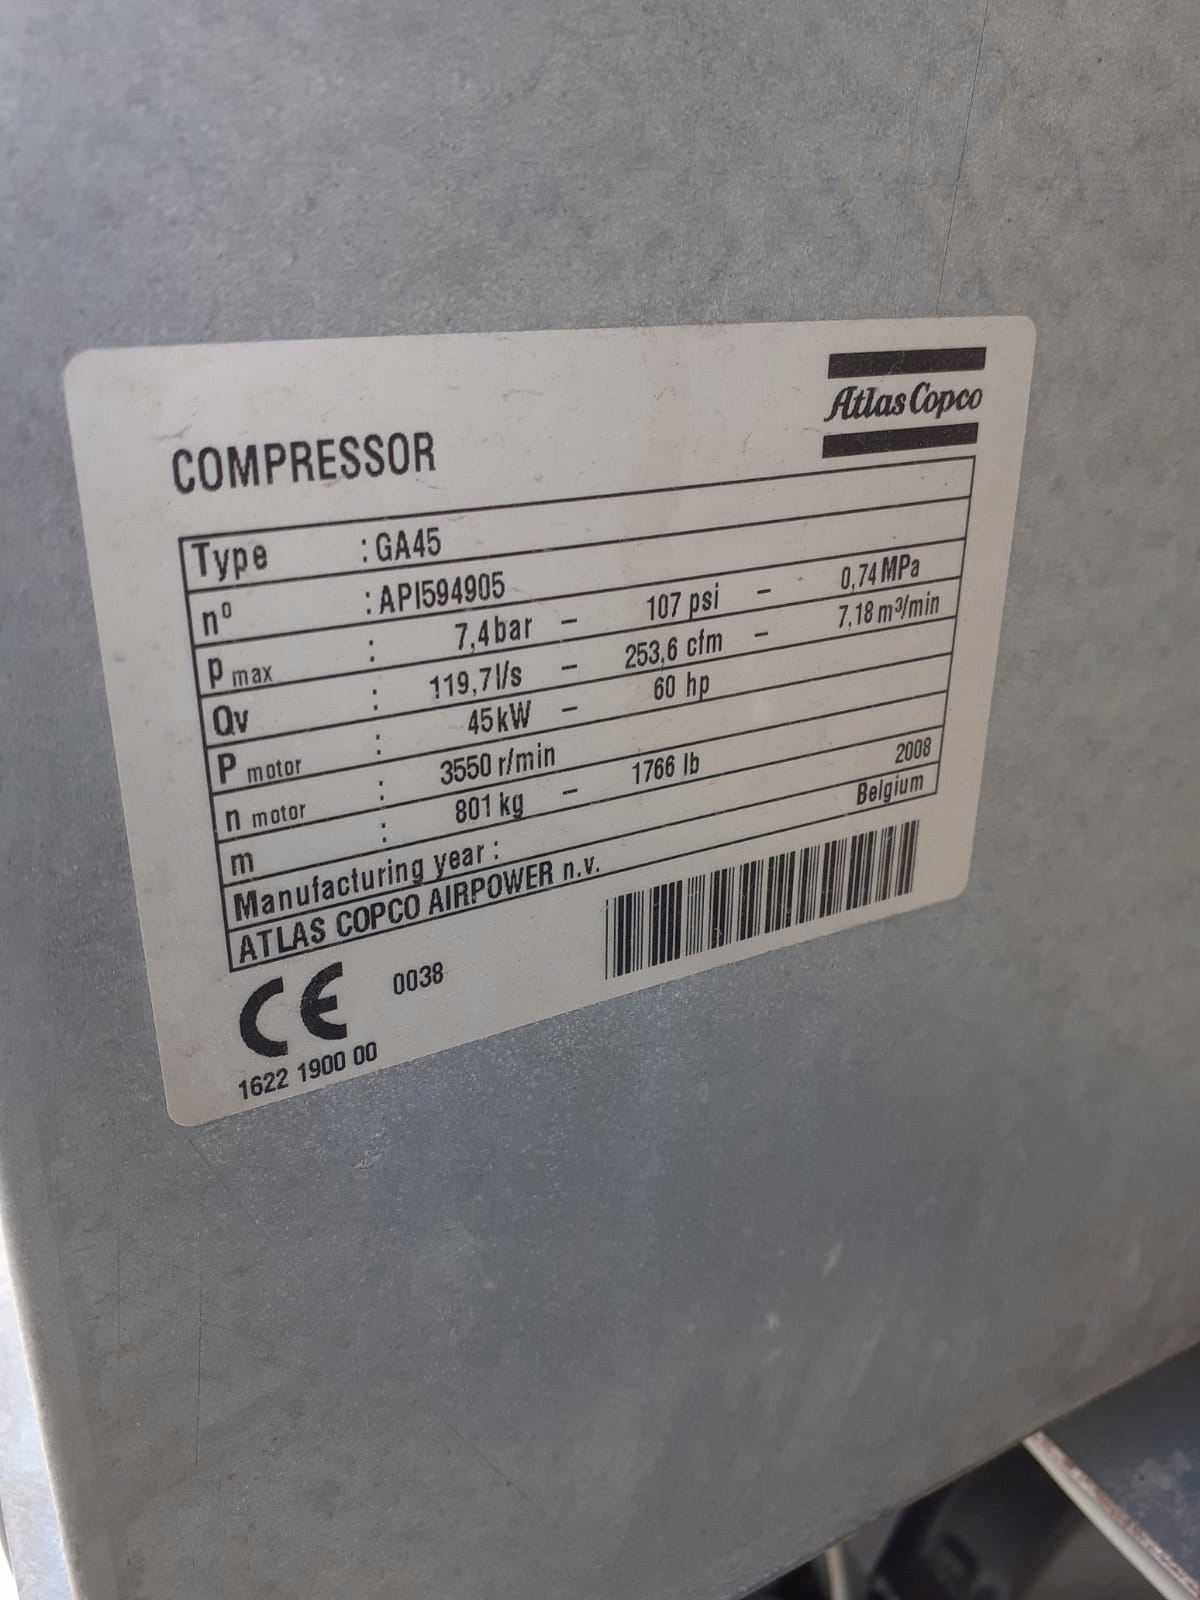 Atlas Copco
COMPRESSOR
Type : GA45
nº : API594905
p max : 7,4 bar – 107 psi – 0,74 MPa
Qv : 119,7 l/s – 253,6 cfm – 7,18 m³/min
P motor : 45 kW – 60 hp
n motor : 3550 r/min
m : 801 kg – 1766 lb
Manufacturing year : 2008
ATLAS COPCO AIRPOWER n.v. Belgium
CE 0038
1622 1900 00